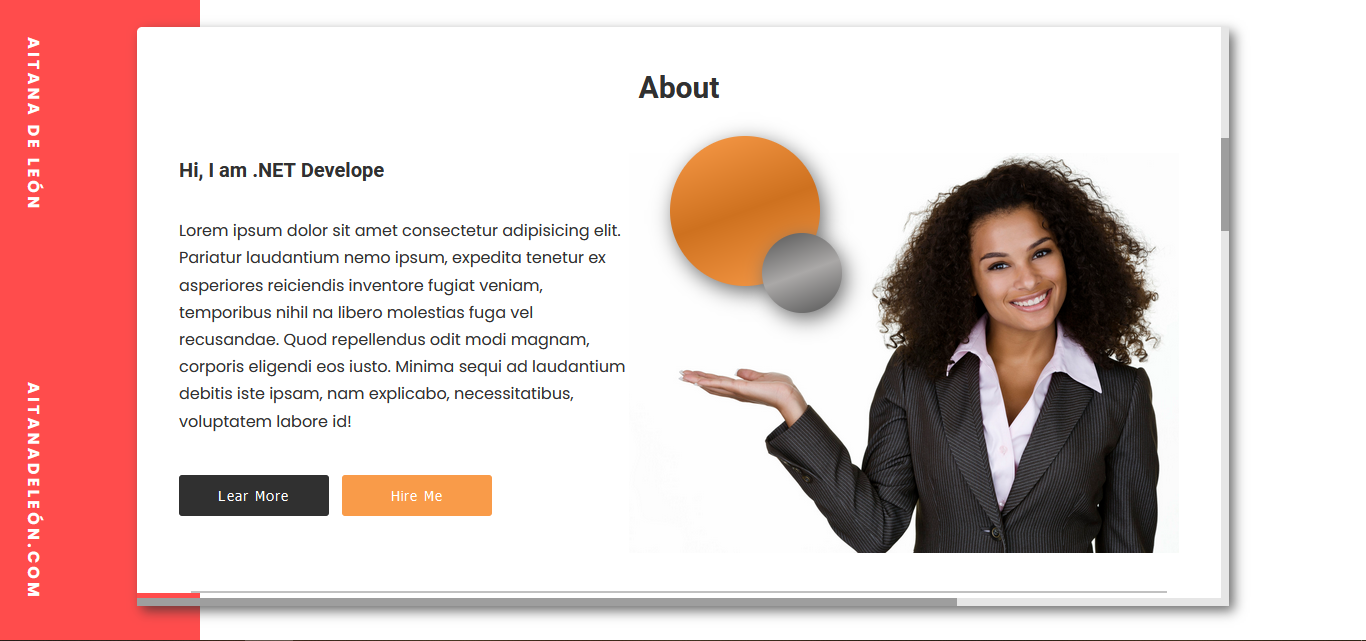 AITANA DE LEÓN
AITANADELEÓN.COM
About
Hi, I am .NET Develope
Lorem ipsum dolor sit amet consectetur adipisicing elit.
Pariatur laudantium nemo ipsum, expedita tenetur ex
asperiores reiciendis inventore fugiat veniam,
temporibus nihil na libero molestias fuga vel
recusandae. Quod repellendus odit modi magnam,
corporis eligendi eos iusto. Minima sequi ad laudantium
debitis iste ipsam, nam explicabo, necessitatibus,
voluptatem labore id!
Lear More
Hire Me